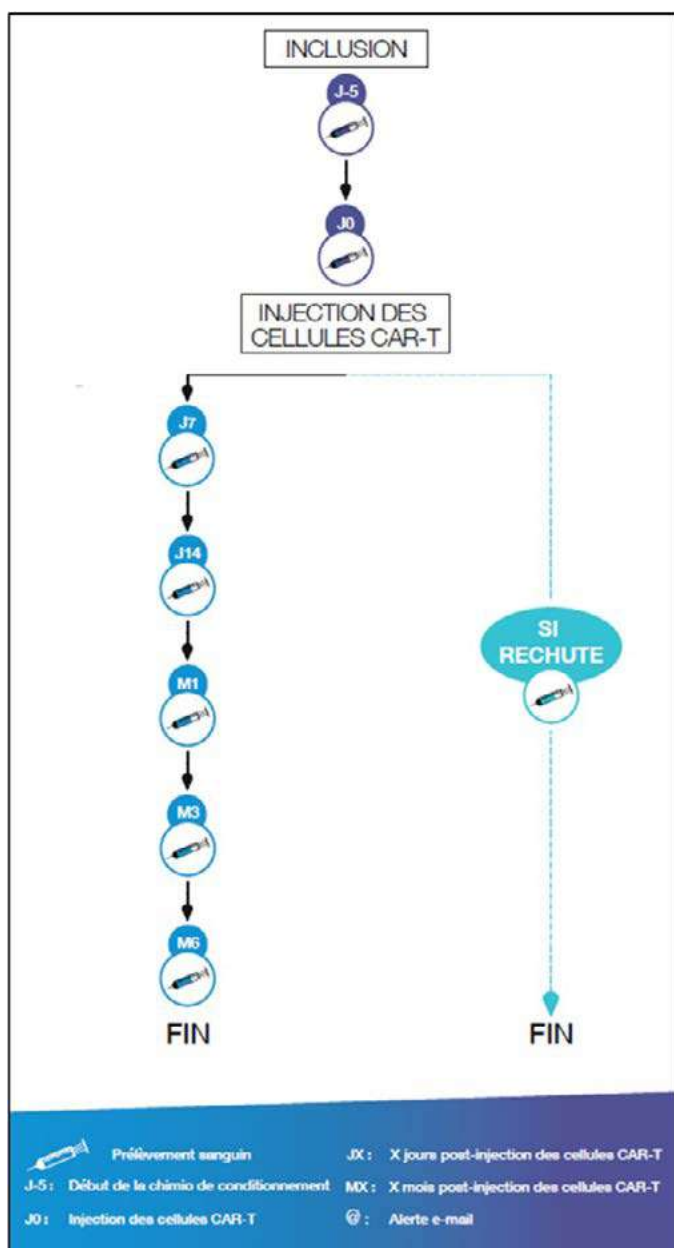 INCLUSION
J-5
J0
INJECTION DES
CELLULES CAR-T
J7
J14
M1
M3
M6
FIN
SI
RECHUTE
FIN
Prélèvement sanguin
J-5 : Début de la chimio de conditionnement
J0 : Injection des cellules CAR-T
JX : X jours post-injection des cellules CAR-T
MX : X mois post-injection des cellules CAR-T
@ : Alerte e-mail